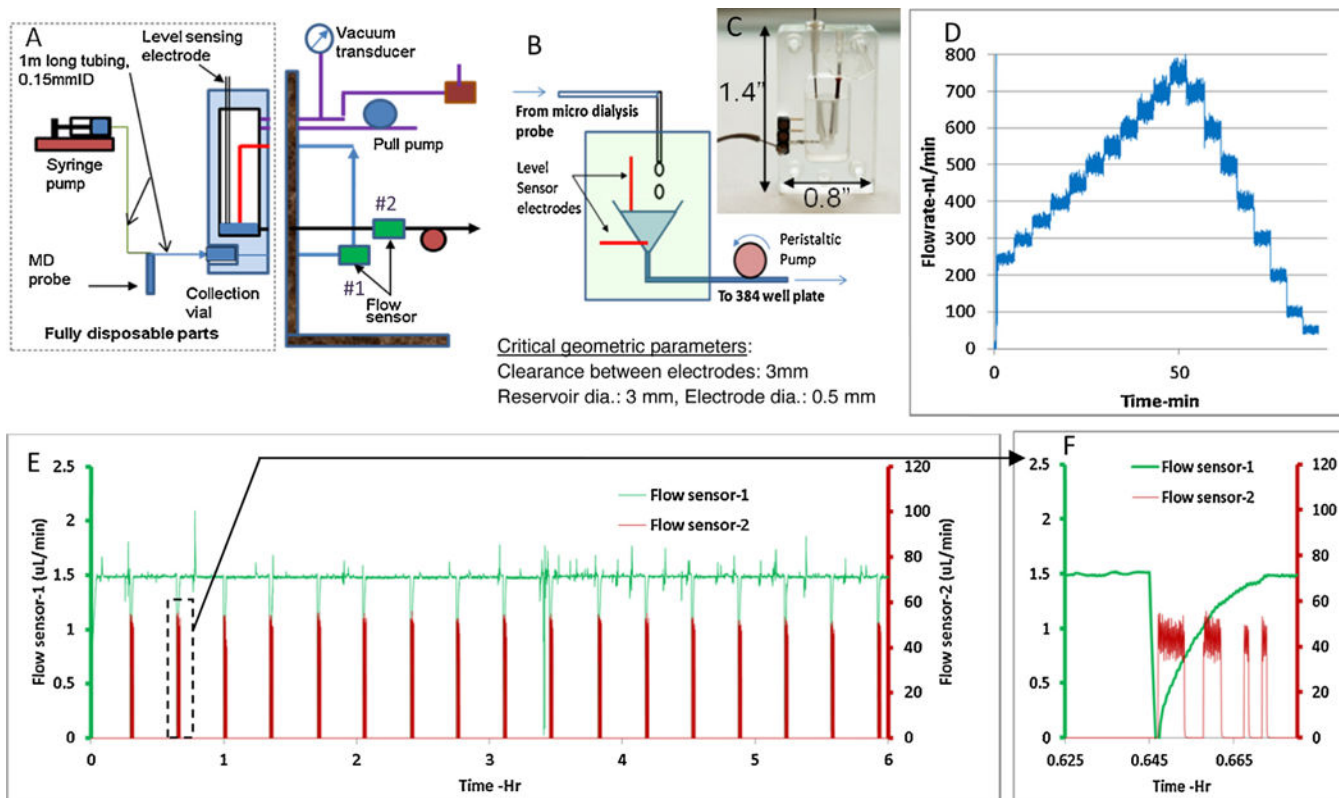 A
Level sensing
electrode
1m long tubing,
0.15mmID
Syringe
pump
MD
probe
Collection
vial
Fully disposable parts
Vacuum
transducer
Pull pump
#2
#1
Flow
sensor
B
From micro dialysis
probe
Level
Sensor
electrodes
Peristaltic
Pump
To 384 well plate
C
1.4”
0.8”
Critical geometric parameters:
Clearance between electrodes: 3mm
Reservoir dia.: 3 mm, Electrode dia.: 0.5 mm
D
Flowrate-nL/min
800
700
600
500
400
300
200
100
0
0 50
Time-min
E
Flow sensor-1 (uL/min)
2.5
2
1.5
1
0.5
0
Flow sensor-1
Flow sensor-2
120
100
80
60
40
20
0
Flow sensor-2 (uL/min)
0 1 2 3 4 5 6
Time -Hr
F
2.5
2.0
1.5
1
0.5
0
Flow sensor-1
Flow sensor-2
120
100
80
60
40
20
0
0.625 0.645 0.665
Time -Hr